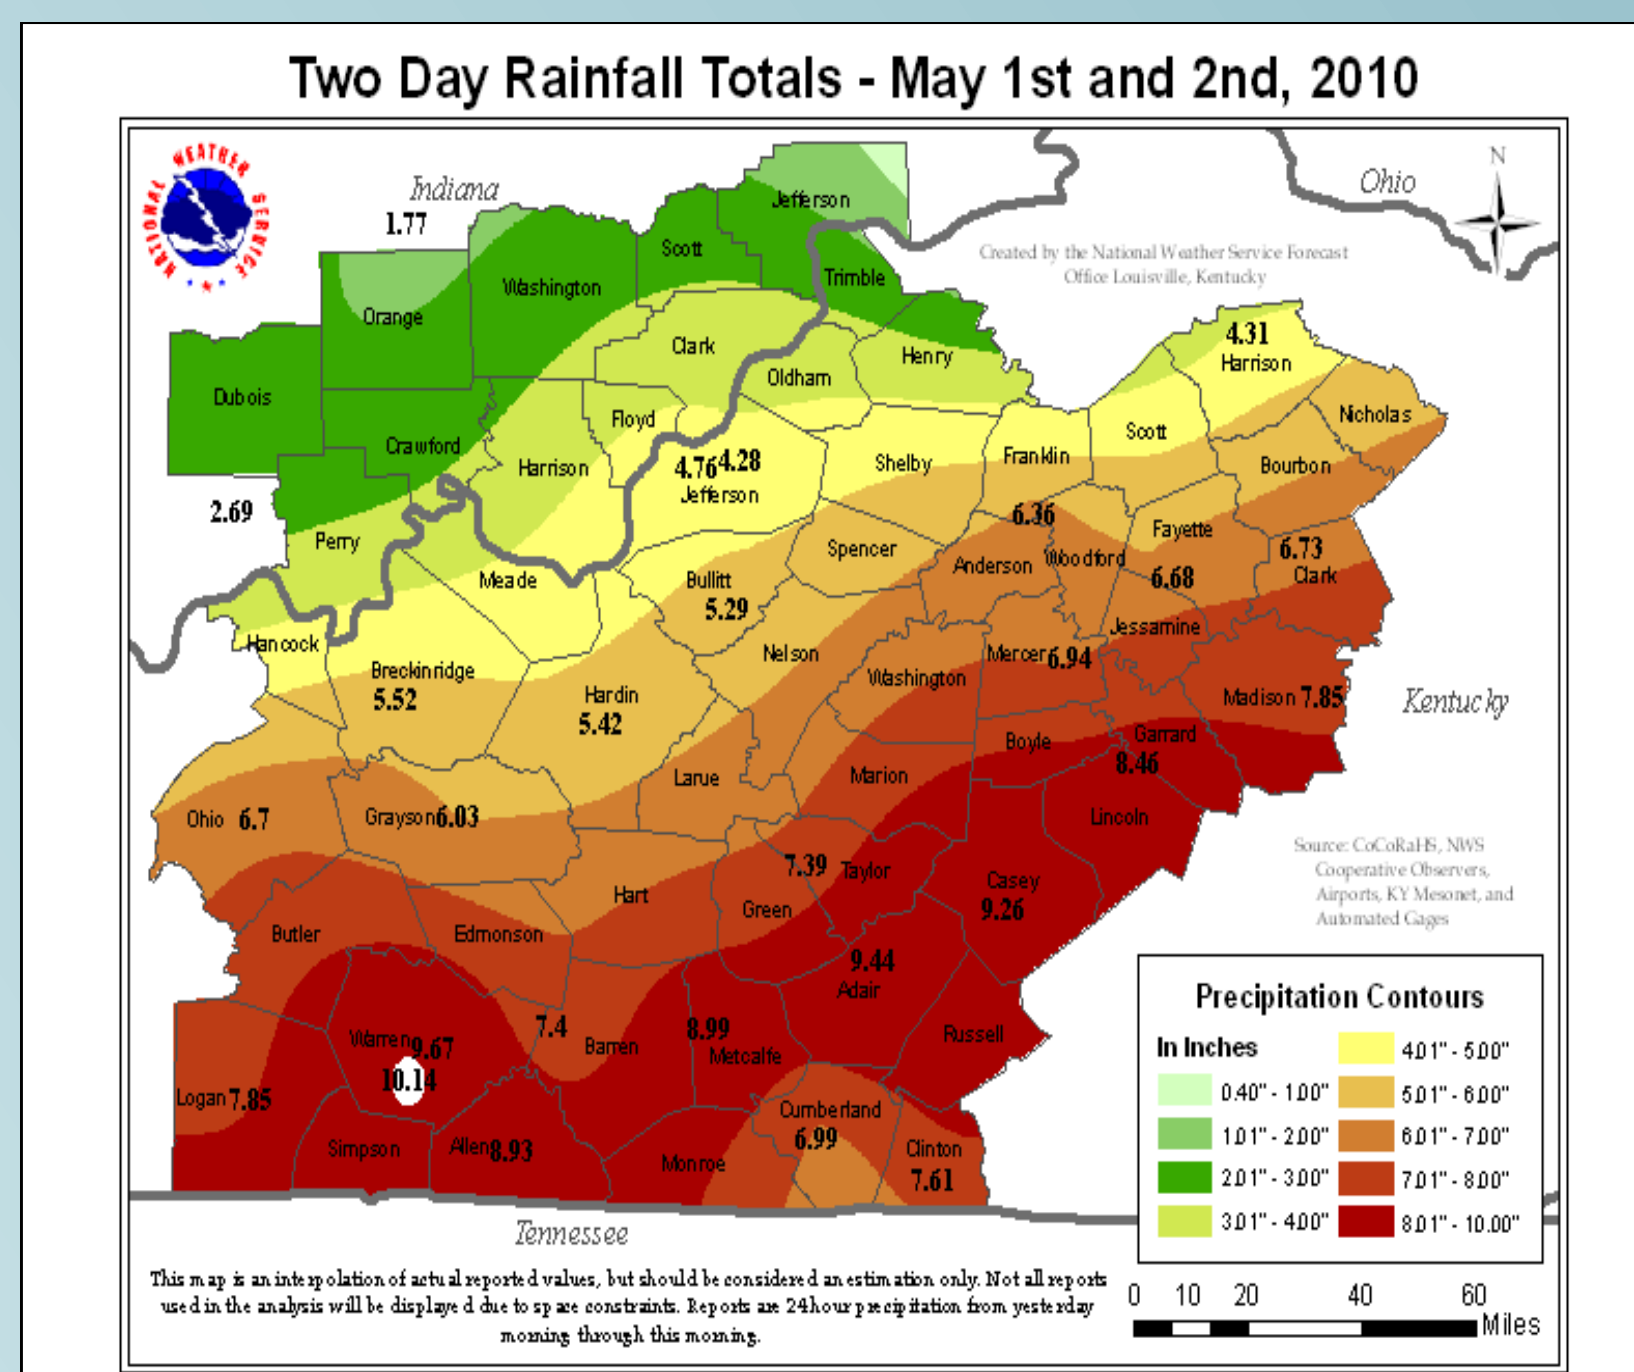 Two Day Rainfall Totals - May 1st and 2nd, 2010
NATIONAL WEATHER SERVICE
Indiana
1.77
Ohio
N
Created by the National Weather Service Forecast
Office Louisville, Kentucky
Jefferson
Scott
Washington
Trimble
Orange
Clark
Henry
4.31
Harrison
Oldham
Dubois
Floyd
Nicholas
Crawford
Harrison
Scott
4.76 4.28
Jefferson
Shelby
Franklin
Bourbon
2.69
Perry
6.36
Fayette
Spencer
Meade
Bullitt
5.29
Anderson
Woodford
6.73
Clark
6.68
Hancock
Jessamine
Nelson
Mercer 6.94
Breckinridge
5.52
Washington
Hardin
5.42
Madison 7.85
Kentucky
Boyle
Garrard
8.46
Larue
Marion
Ohio 6.7
Grayson 6.03
Lincoln
Source: CoCoRaHS, NWS
Cooperative Observers,
Airports, KY Mesonet, and
Automated Gages
7.39
Taylor
Hart
Green
Casey
9.26
Butler
Edmonson
9.44
Adair
Warren 9.67
10.14
7.4
Barren
8.99
Metcalfe
Russell
Logan 7.85
Cumberland
6.99
Simpson
Allen 8.93
Monroe
Clinton
7.61
Tennessee
Precipitation Contours
In Inches
0.40" - 1.00"
1.01" - 2.00"
2.01" - 3.00"
3.01" - 4.00"
4.01" - 5.00"
5.01" - 6.00"
6.01" - 7.00"
7.01" - 8.00"
8.01" - 10.00"
This map is an interpolation of actual reported values, but should be considered an estimation only. Not all reports
used in the analysis will be displayed due to space constraints. Reports are 24 hour precipitation from yesterday
morning through this morning.
0 10 20 40 60
Miles